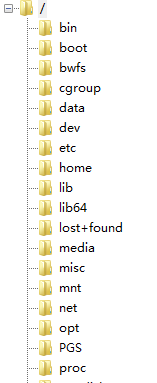 /
bin
boot
bwfs
cgroup
data
dev
etc
home
lib
lib64
lost+found
media
misc
mnt
net
opt
PGS
proc